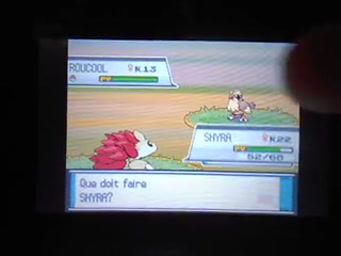 ROUCOOL ♀N.13
PV
SHYRA ♀N.22
PV
52/68
Que doit faire
SHYRA?